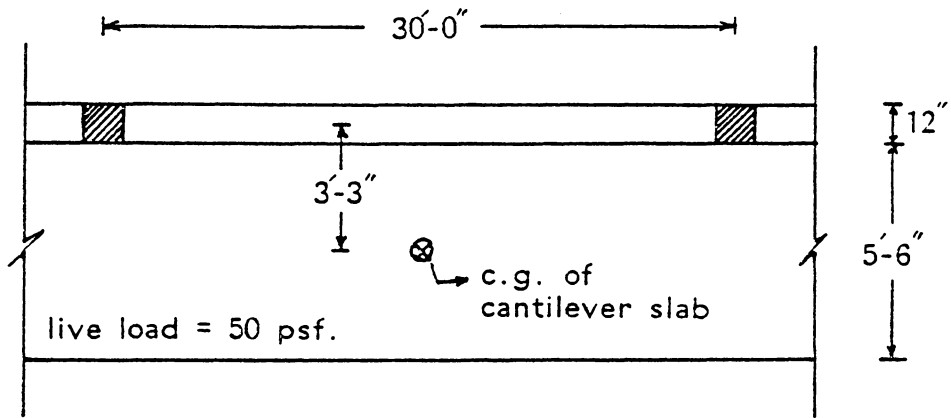 30'-0"
12"
3'-3"
5'-6"
c.g. of
cantilever slab
live load = 50 psf.